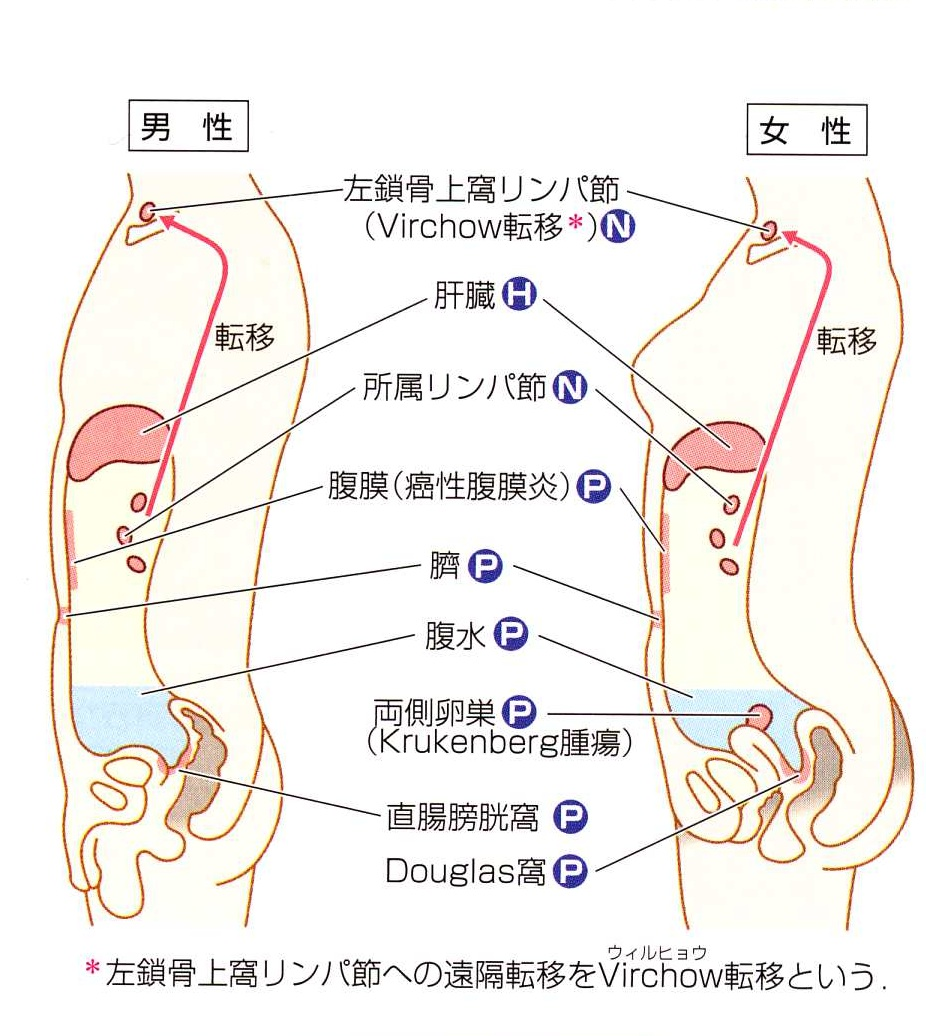 男 性
女 性
左鎖骨上窩リンパ節
(Virchow転移*) N
肝臓 H
転移
転移
所属リンパ節 N
腹膜(癌性腹膜炎) P
臍 P
腹水 P
両側卵巣 P
(Krukenberg腫瘍)
直腸膀胱窩 P
Douglas窩 P
ウィルヒョウ
*左鎖骨上窩リンパ節への遠隔転移をVirchow転移という.